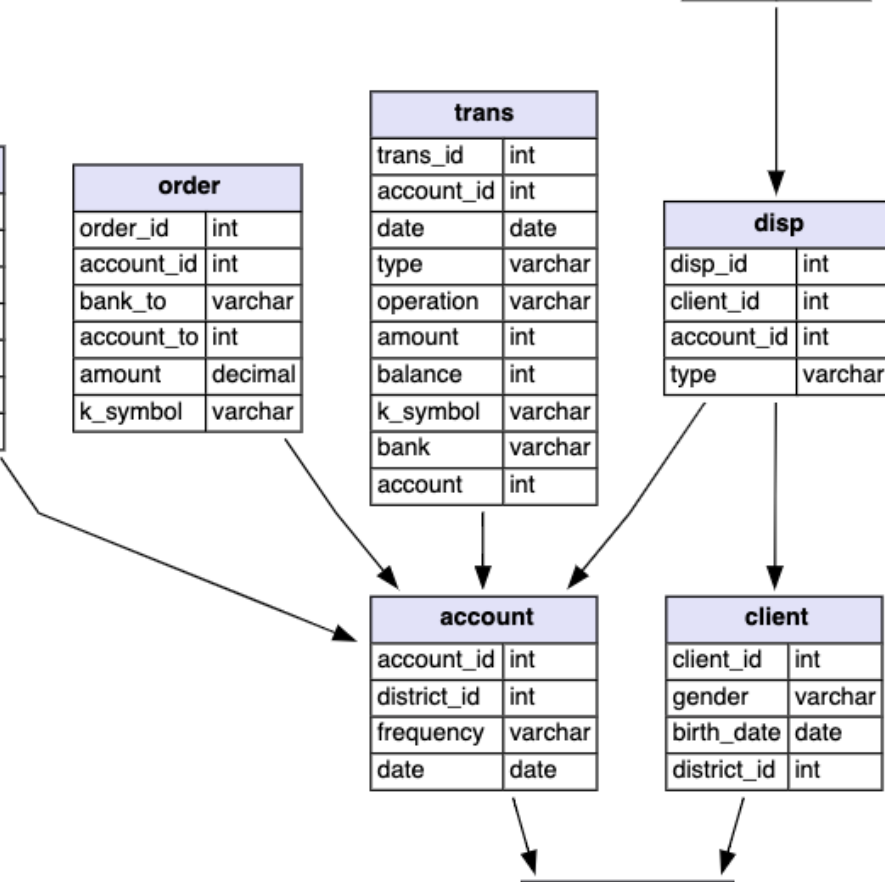 trans
trans_id int
account_id int
date date
type varchar
operation varchar
amount int
balance int
k_symbol varchar
bank varchar
account int
order
order_id int
account_id int
bank_to varchar
account_to int
amount decimal
k_symbol varchar
disp
disp_id int
client_id int
account_id int
type varchar
account
account_id int
district_id int
frequency varchar
date date
client
client_id int
gender varchar
birth_date date
district_id int